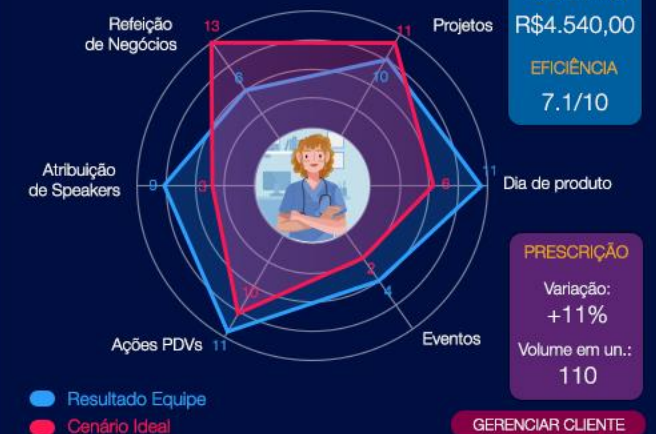 Refeição
de Negócios
13
11
Projetos
R$4.540,00
6
10
EFICIÊNCIA
7.1/10
Atribuição
de Speakers
9
3
6
11
Dia de produto
PRESCRIÇÃO
Variação:
+11%
Volume em un.:
110
2
4
10
Ações PDVs
11
Eventos
Resultado Equipe
Cenário Ideal
GERENCIAR CLIENTE